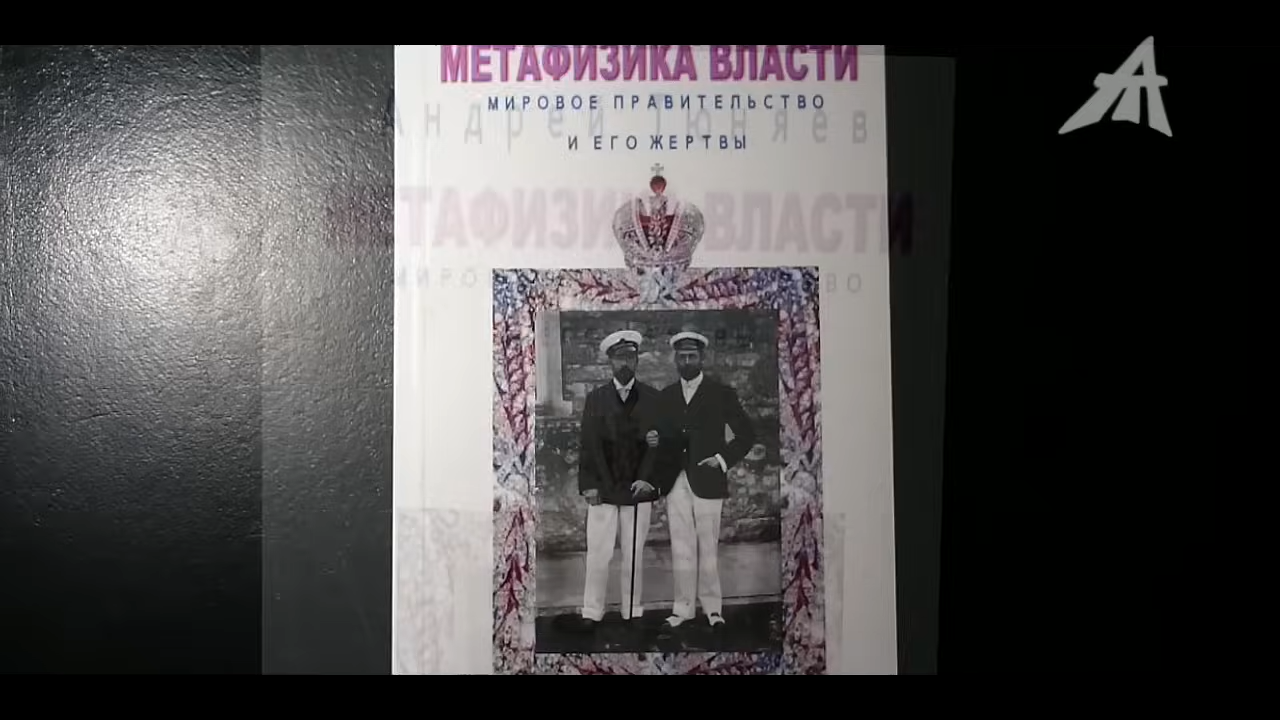 МЕТАФИЗИКА ВЛАСТИ
МИРОВОЕ ПРАВИТЕЛЬСТВО
И ЕГО ЖЕРТВЫ
Андрей Тюняев
МЕТАФИЗИКА ВЛАСТИ